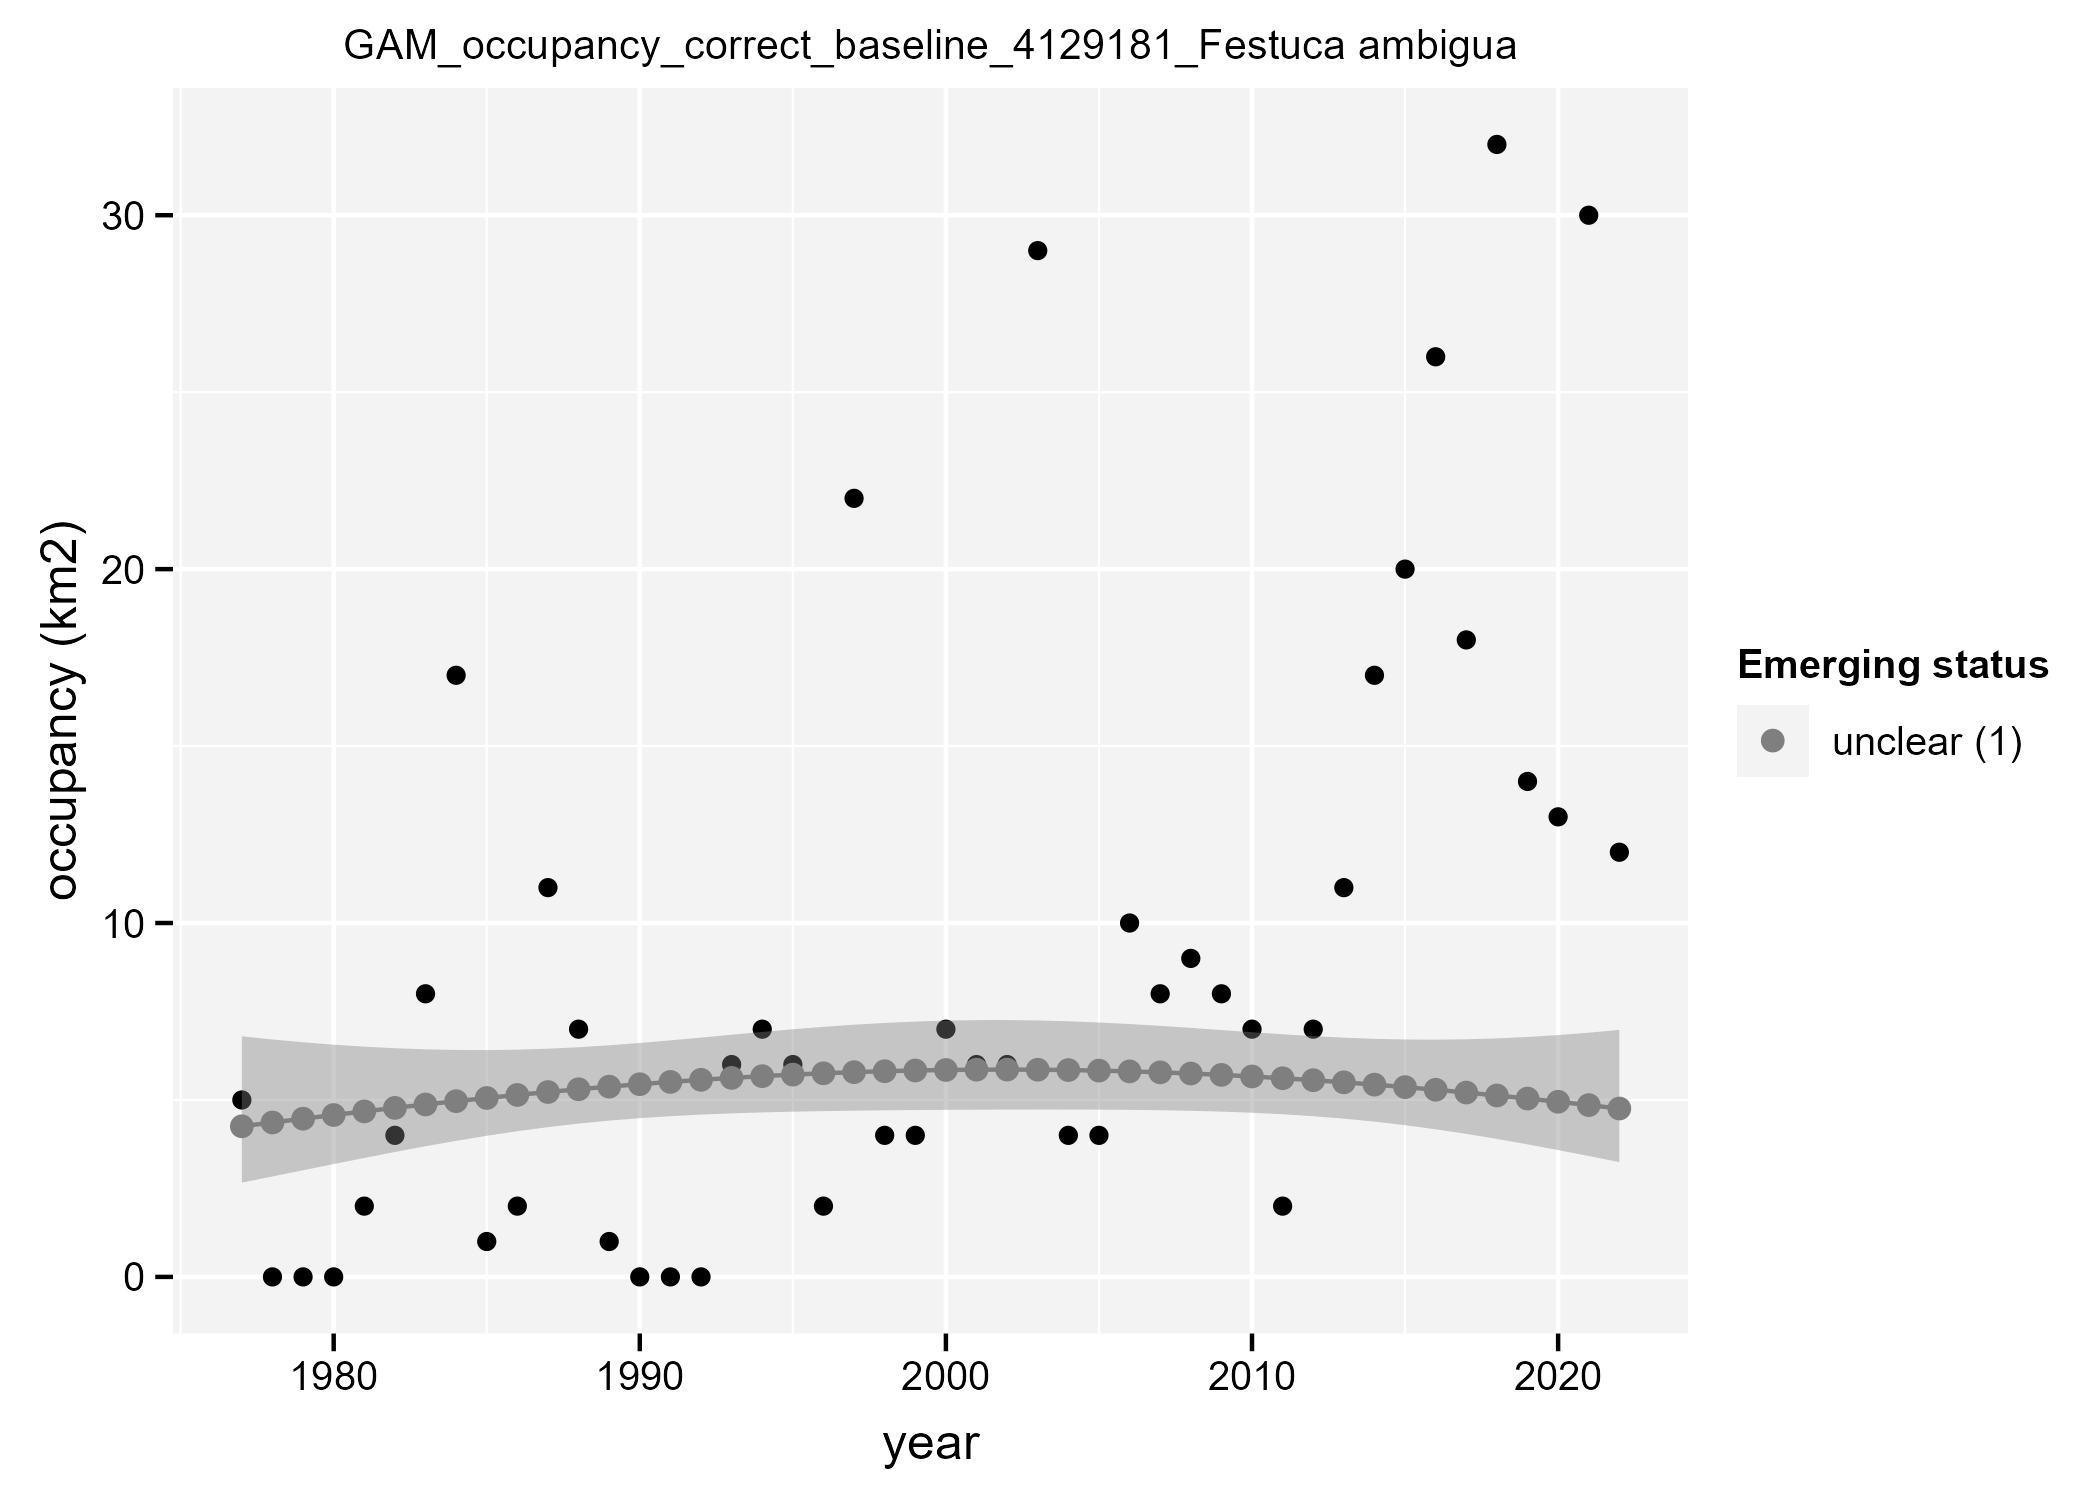 GAM_occupancy_correct_baseline_4129181_Festuca ambigua
occupancy (km2)
30
20
10
0
1980 1990 2000 2010 2020
year
Emerging status
unclear (1)